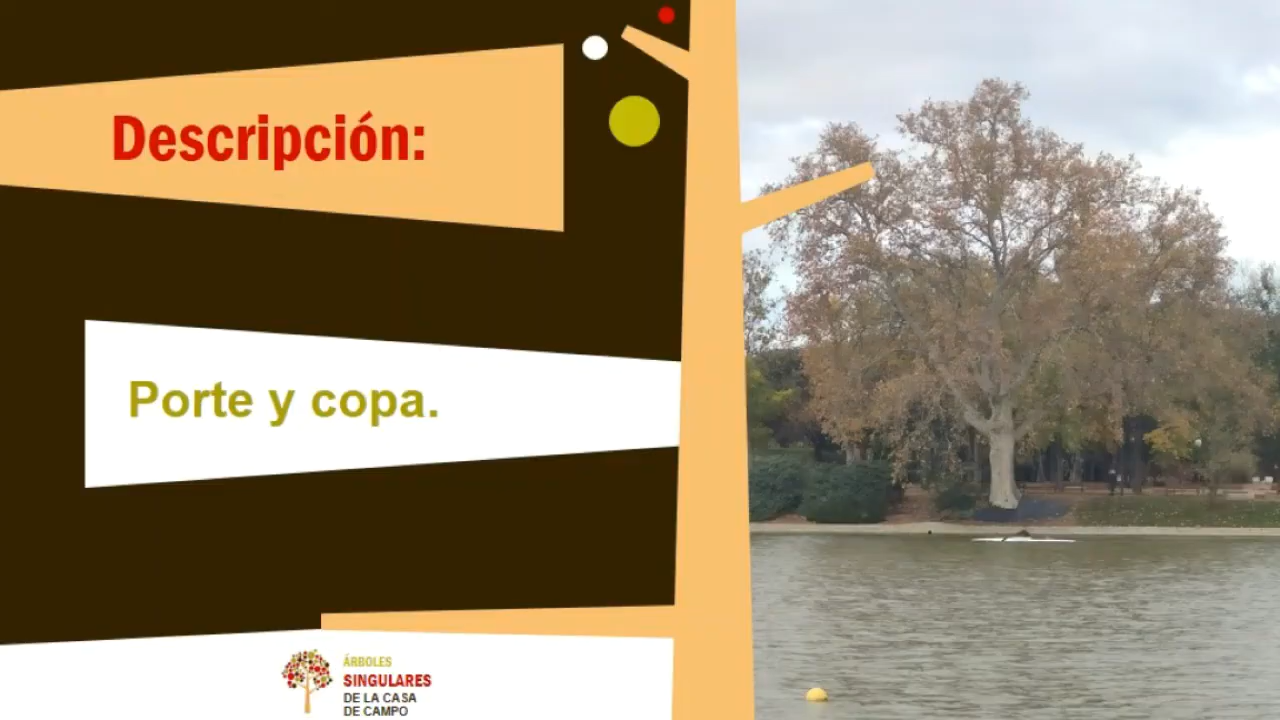 Descripción:
Porte y copa.
ÁRBOLES
SINGULARES
DE LA CASA
DE CAMPO